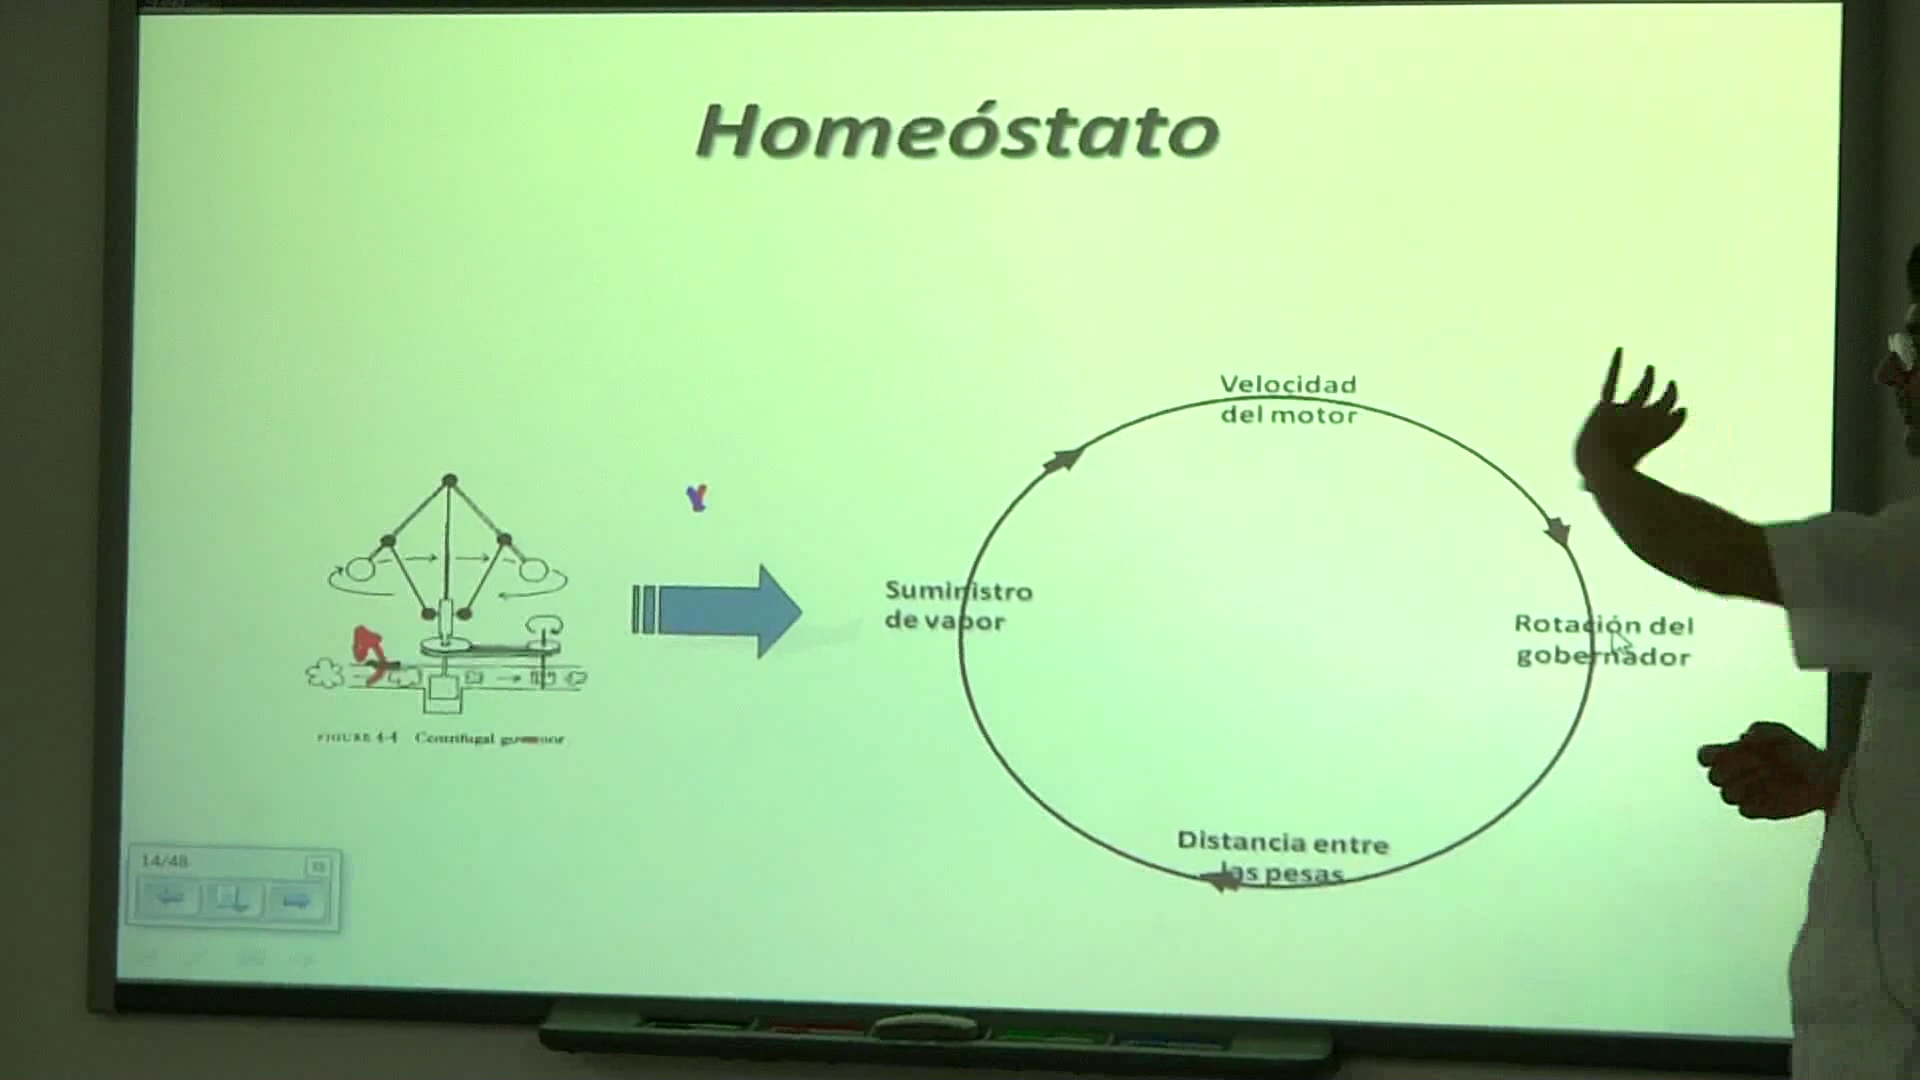 Homeóstato
Velocidad
del motor
Suministro
de vapor
Rotación del
gobernador
Distancia entre
las pesas
FIGURE 4-4 Centrifugal governor
14/48